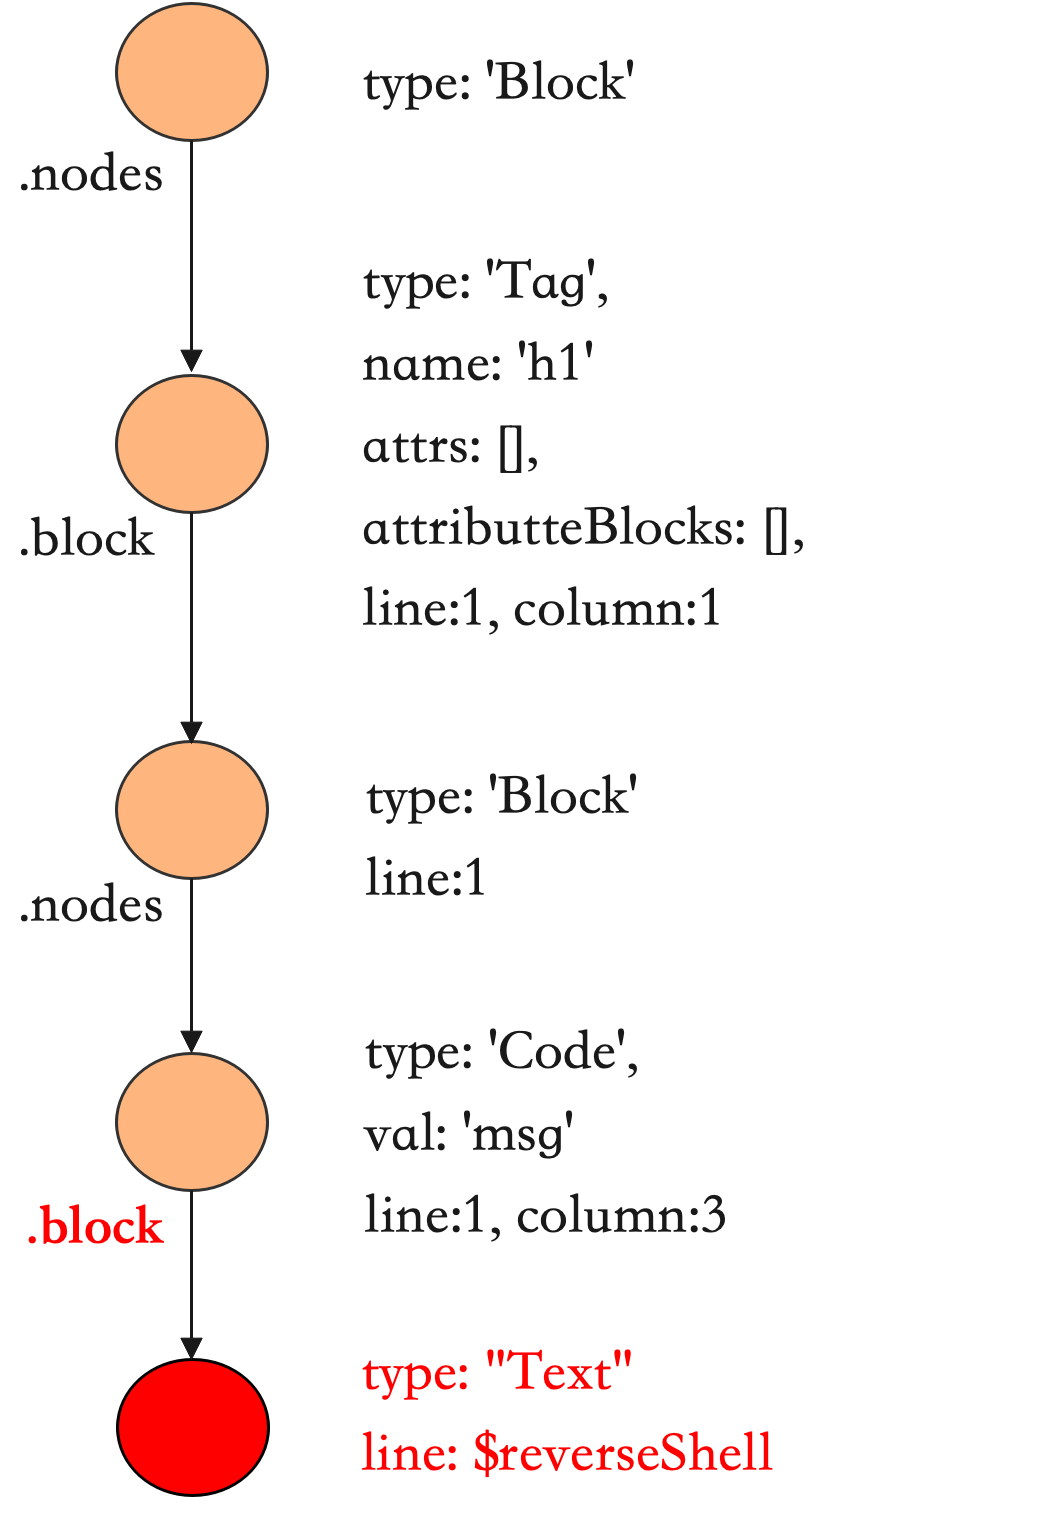 type: 'Block'
.nodes
type: 'Tag',
name: 'h1'
attrs: [],
.block
attributteBlocks: [],
line:1, column:1
type: 'Block'
line:1
.nodes
type: 'Code',
val: 'msg'
line:1, column:3
.block
type: "Text"
line: $reverseShell